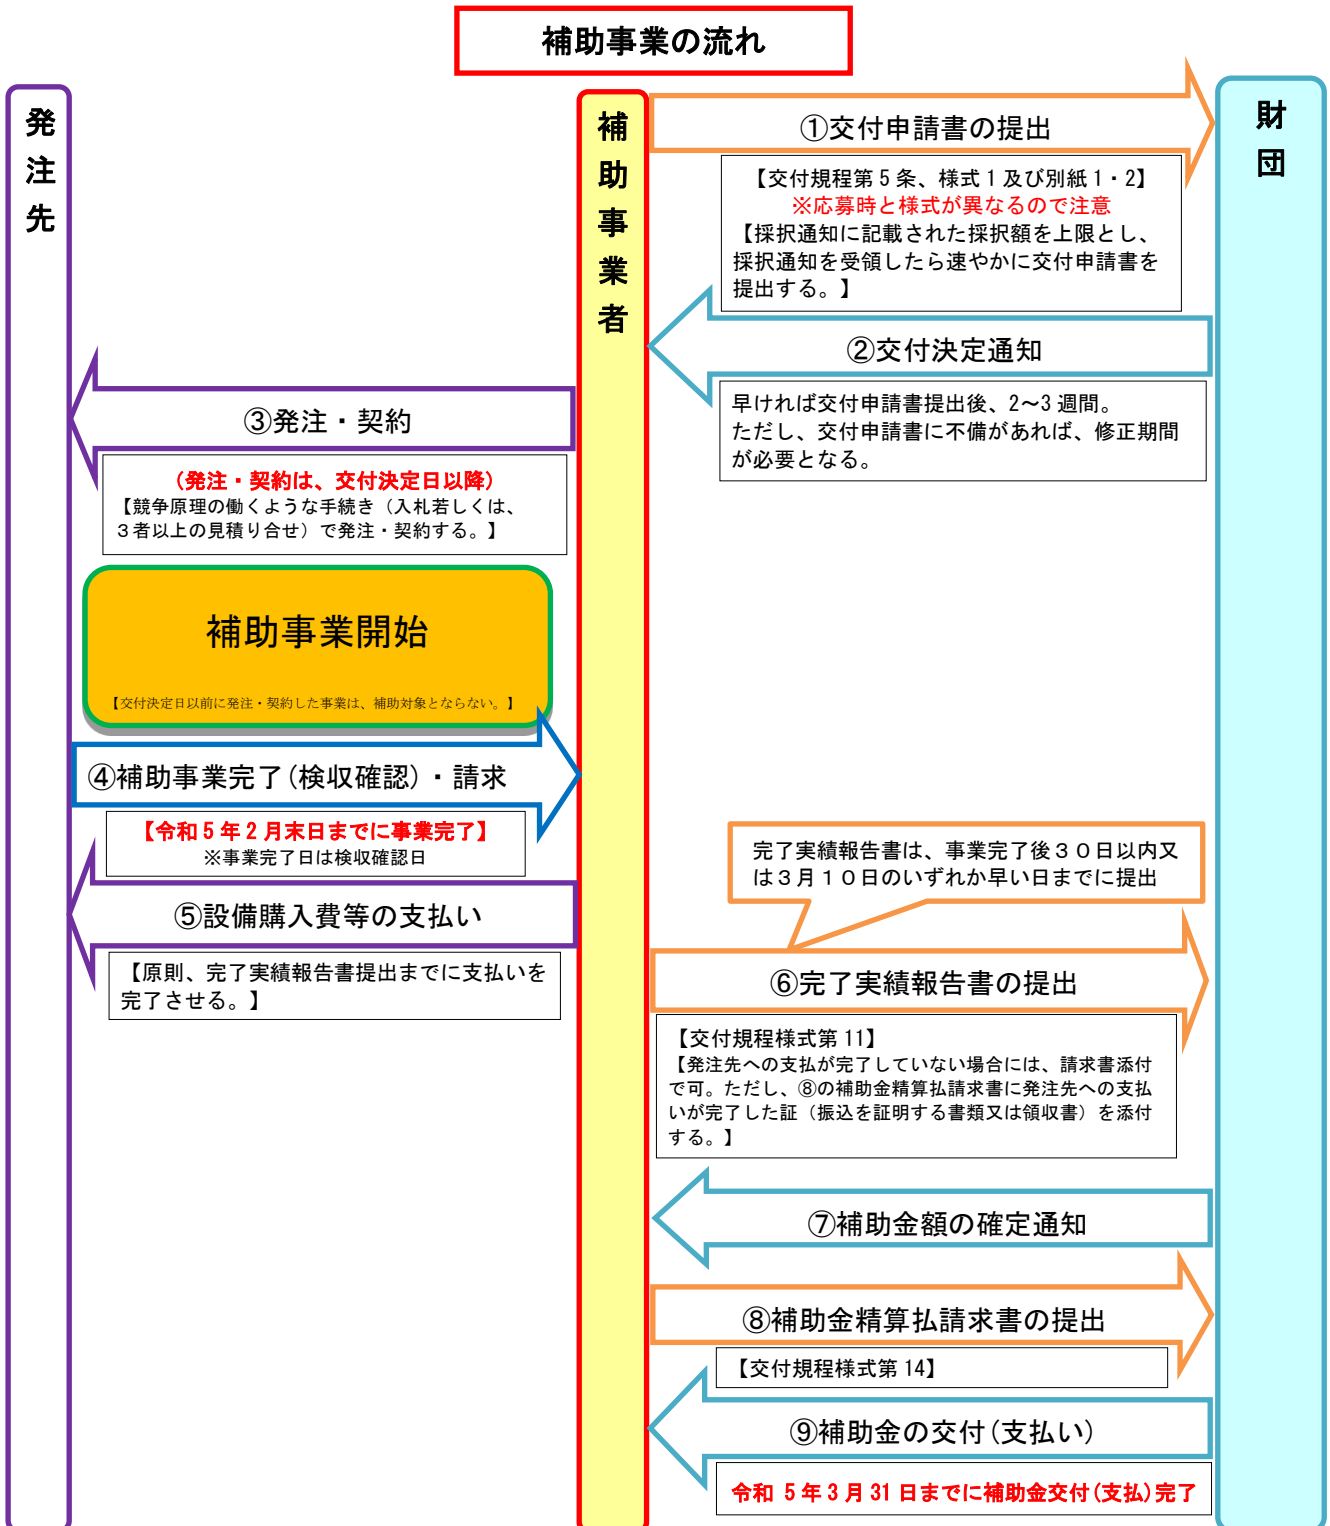 補助事業の流れ
発注先
補助事業者
財団
①交付申請書の提出
【交付規程第5条、様式1及び別紙1・2】
※応募時と様式が異なるので注意
【採択通知に記載された採択額を上限とし、
採択通知を受領したら速やかに交付申請書を
提出する。】
②交付決定通知
早ければ交付申請書提出後、2～3週間。
ただし、交付申請書に不備があれば、修正期間
が必要となる。
③発注・契約
(発注・契約は、交付決定日以降)
【競争原理の働くような手続き（入札若しくは、
３者以上の見積り合せ）で発注・契約する。】
補助事業開始
【交付決定日以前に発注・契約した事業は、補助対象とならない。】
④補助事業完了(検収確認)・請求
【令和5年2月末日までに事業完了】
※事業完了日は検収確認日
⑤設備購入費等の支払い
【原則、完了実績報告書提出までに支払いを
完了させる。】
完了実績報告書は、事業完了後３０日以内又
は３月１０日のいずれか早い日までに提出
⑥完了実績報告書の提出
【交付規程様式第11】
【発注先への支払が完了していない場合には、請求書添付
で可。ただし、⑧の補助金精算払請求書に発注先への支払
いが完了した証（振込を証明する書類又は領収書）を添付
する。】
⑦補助金額の確定通知
⑧補助金精算払請求書の提出
【交付規程様式第14】
⑨補助金の交付(支払い)
令和 5年3月31日までに補助金交付(支払)完了